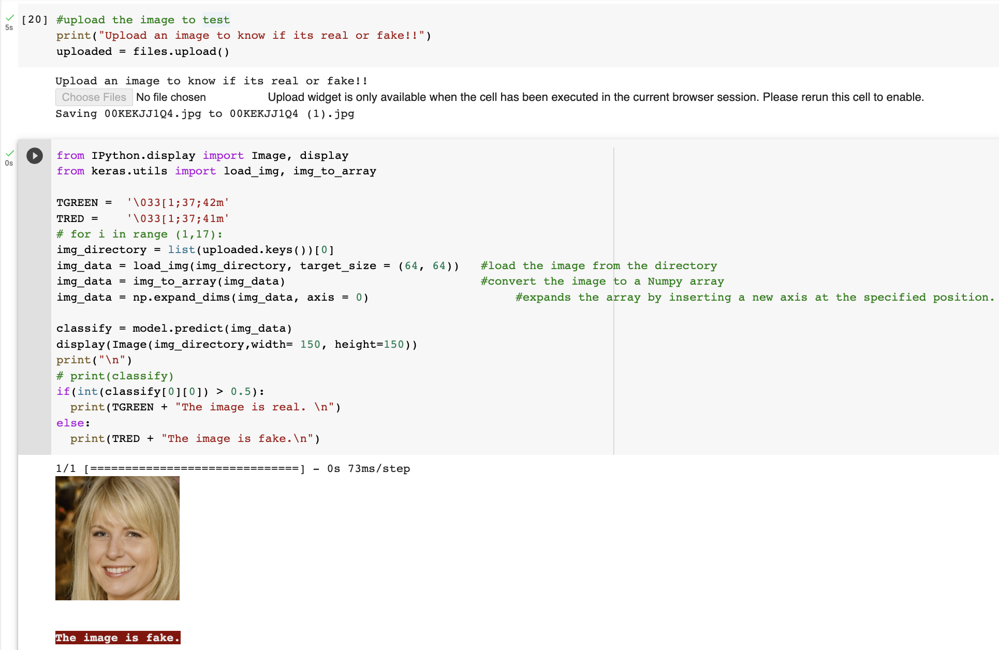 [20] #upload the image to test
5s
print("Upload an image to know if its real or fake!!")
uploaded = files.upload()
Upload an image to know if its real or fake!!
Choose Files No file chosen Upload widget is only available when the cell has been executed in the current browser session. Please rerun this cell to enable.
Saving 00KEKJJ1Q4.jpg to 00KEKJJ1Q4 (1).jpg
0s
from IPython.display import Image, display
from keras.utils import load_img, img_to_array
TGREEN =  '\033[1;37;42m'
TRED =    '\033[1;37;41m'
# for i in range (1,17):
img_directory = list(uploaded.keys())[0]
img_data = load_img(img_directory, target_size = (64, 64))   #load the image from the directory
img_data = img_to_array(img_data)                            #convert the image to a Numpy array
img_data = np.expand_dims(img_data, axis = 0)                     #expands the array by inserting a new axis at the specified position.
classify = model.predict(img_data)
display(Image(img_directory,width= 150, height=150))
print("\n")
# print(classify)
if(int(classify[0][0]) > 0.5):
  print(TGREEN + "The image is real. \n")
else:
  print(TRED + "The image is fake.\n")
1/1 [==============================] - 0s 73ms/step
The image is fake.